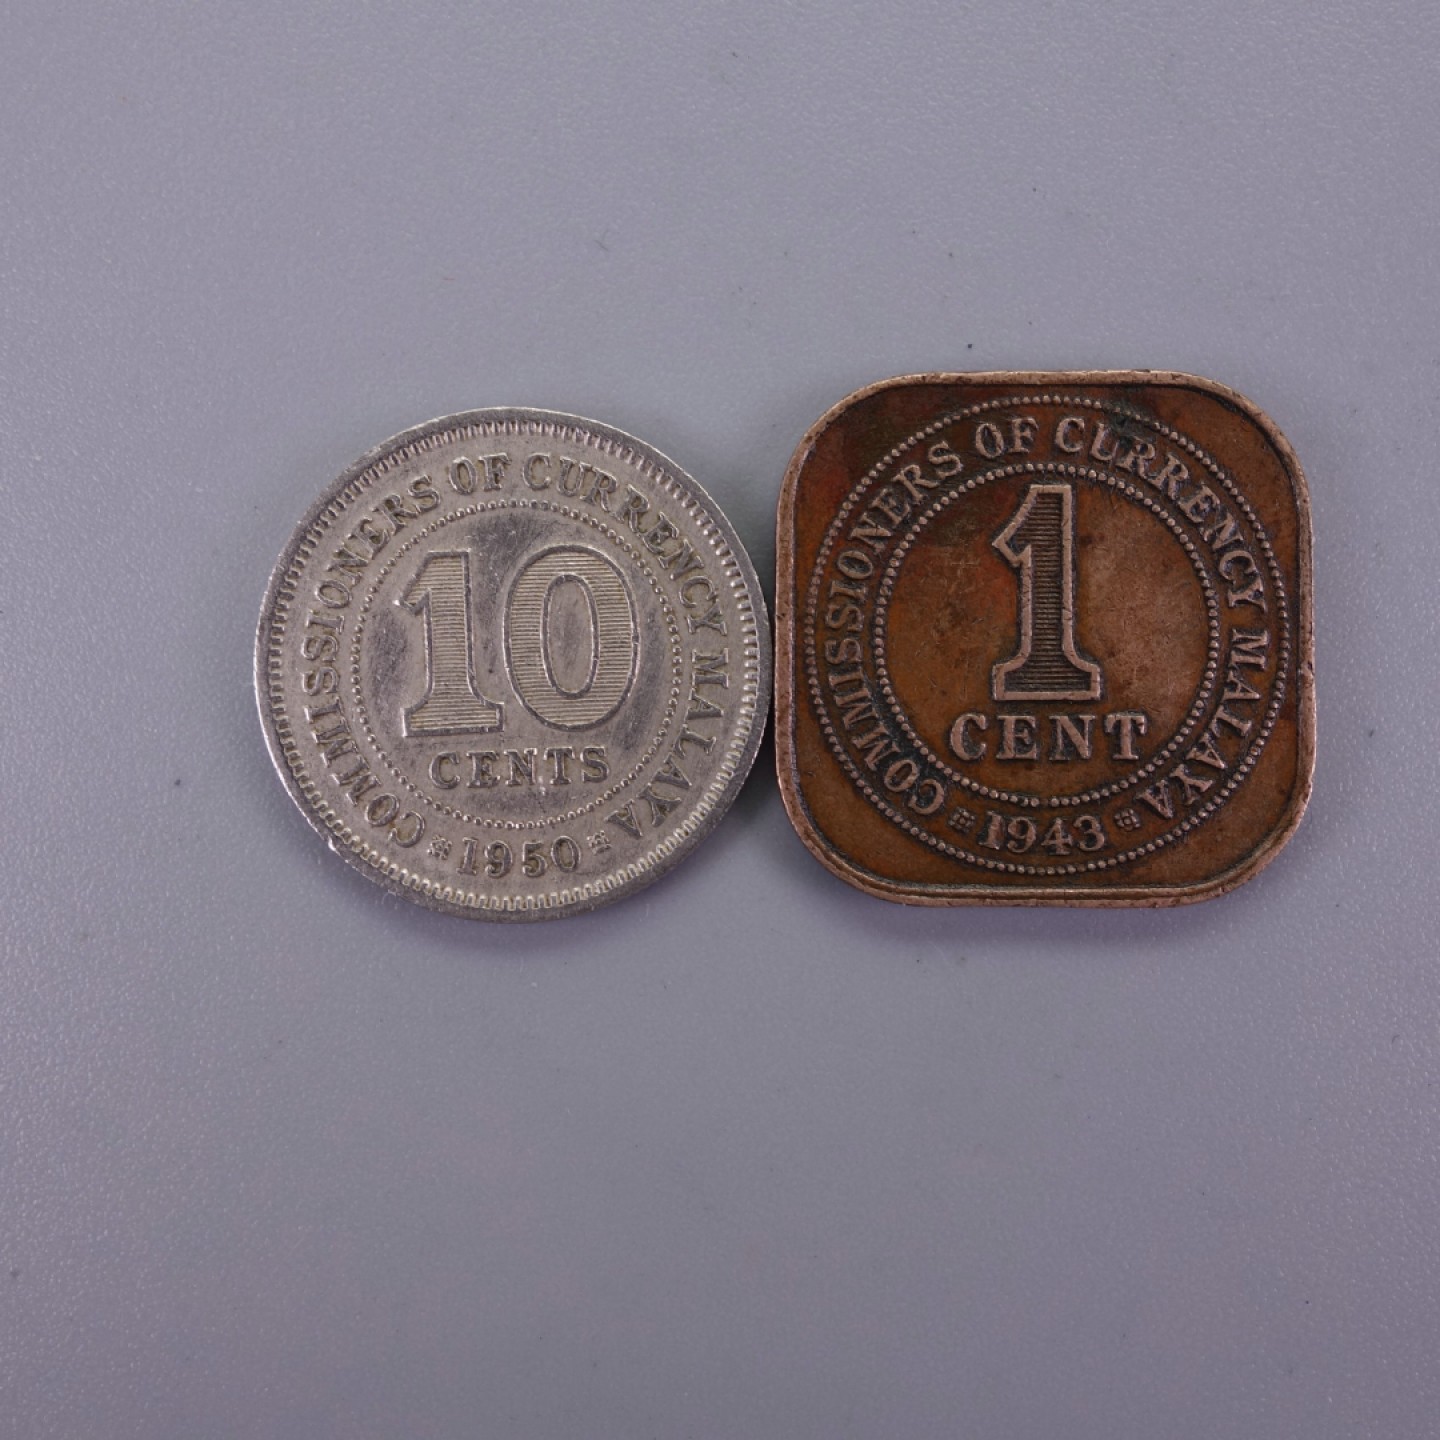 COMMISSIONERS OF CURRENCY MALAYA
10
CENTS
1950
COMMISSIONERS OF CURRENCY MALAYA
1
CENT
1943